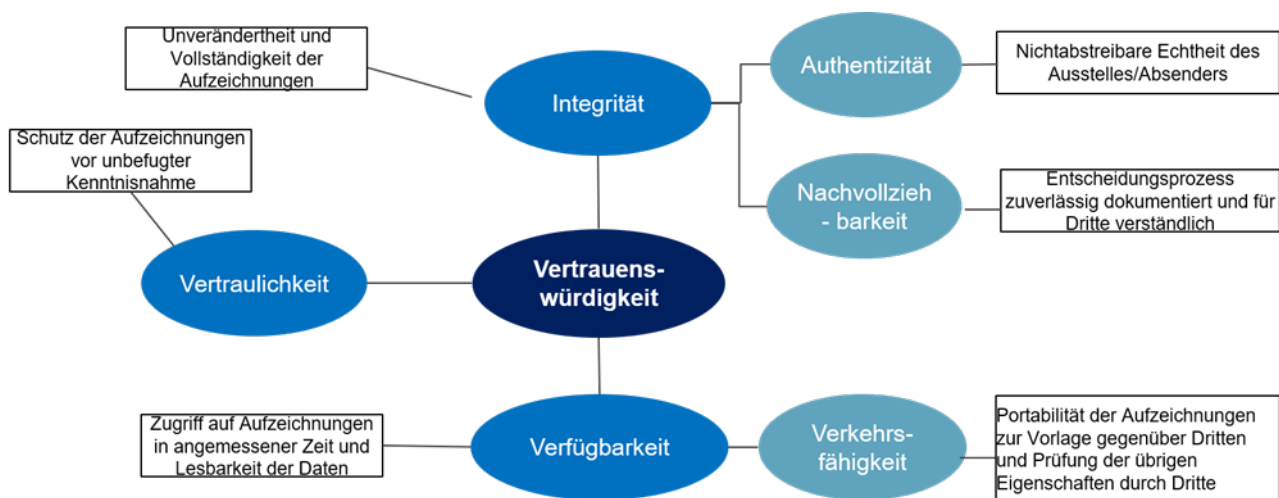 Unverändertheit und
Vollständigkeit der
Aufzeichnungen
Integrität
Authentizität
Nichtabstreibare Echtheit des
Ausstelles/Absenders
Schutz der Aufzeichnungen
vor unbefugter
Kenntnisnahme
Nachvollzieh
- barkeit
Entscheidungsprozess
zuverlässig dokumentiert und für
Dritte verständlich
Vertraulichkeit
Vertrauens-
würdigkeit
Zugriff auf Aufzeichnungen
in angemessener Zeit und
Lesbarkeit der Daten
Verfügbarkeit
Verkehrs-
fähigkeit
Portabilität der Aufzeichnungen
zur Vorlage gegenüber Dritten
und Prüfung der übrigen
Eigenschaften durch Dritte